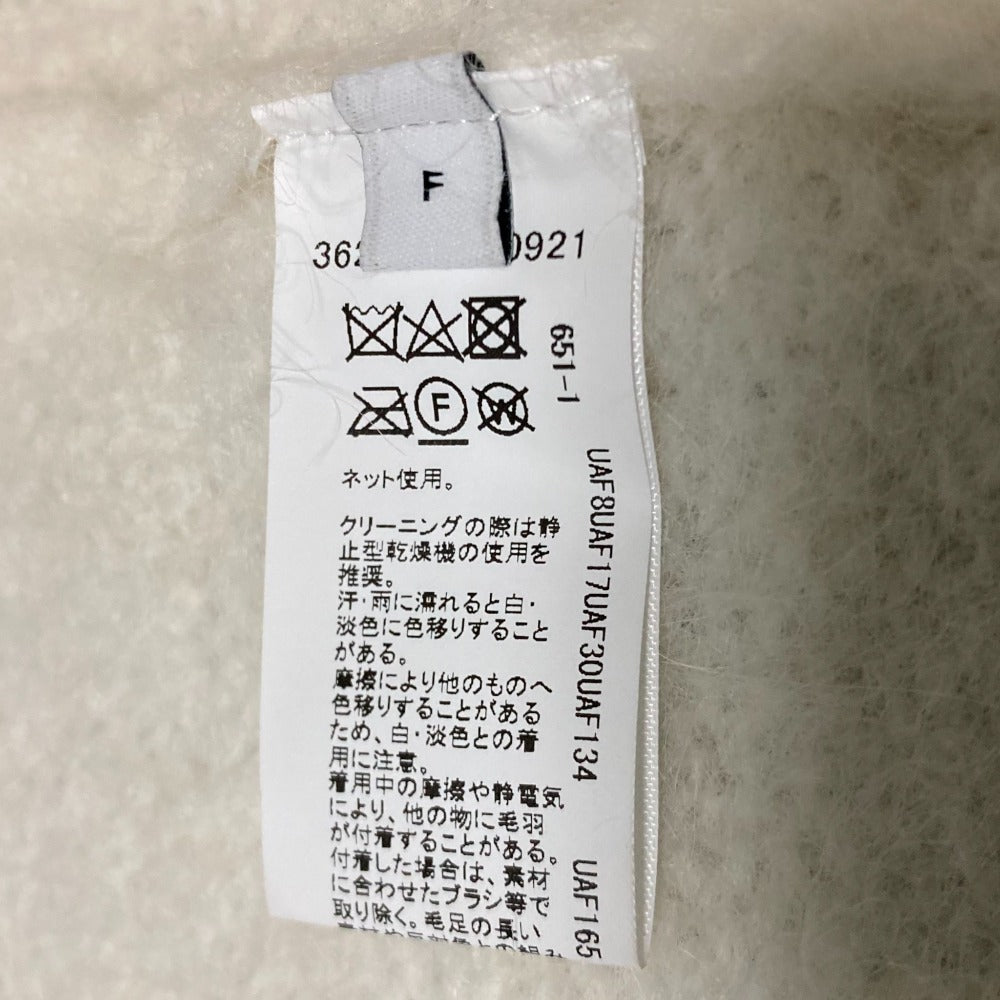 F
0921
651-1
F
W
ネット使用。
クリーニングの際は静
止型乾燥機の使用を
推奨。
汗・雨に濡れると白・
淡色に色移りすること
がある。
摩擦により他のものへ
色移りすることがある
ため、白・淡色との着
用に注意。
着用中の摩擦や静電気
により、他の物に毛羽
が付着することがある。
付着した場合は、素材
に合わせたブラシ等で
取り除く。毛足の長い
UAF8UAF17UAF30UAF134
UAF165